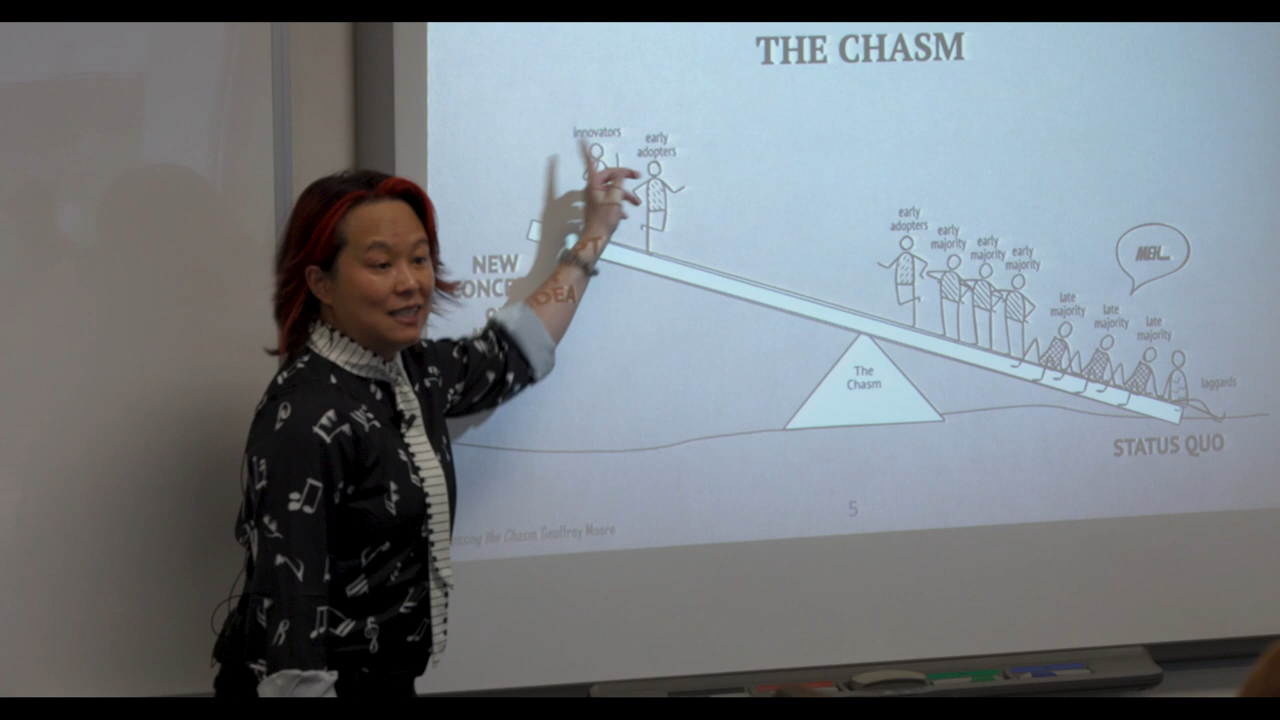 THE CHASM
innovators
early
adopters
NEW
early
adopters
early
majority
early
majority
early
majority
MEH...
late
majority
late
majority
late
majority
laggards
The
Chasm
IDEA
STATUS QUO
5
the Chasm, Geoffrey Moore